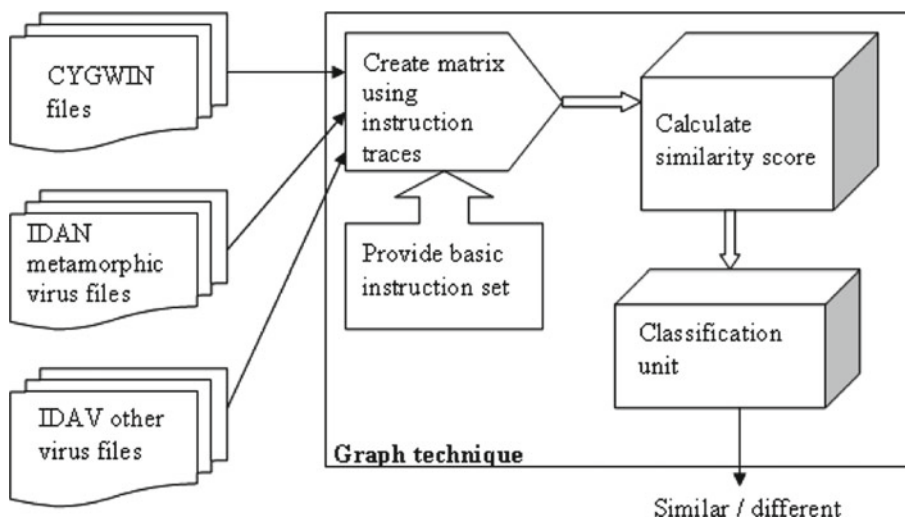 CYGWIN
files
IDAN
metamorphic
virus files
IDAV other
virus files
Create matrix
using
instruction
traces
Provide basic
instruction set
Calculate
similarity score
Classification
unit
Graph technique
Similar / different